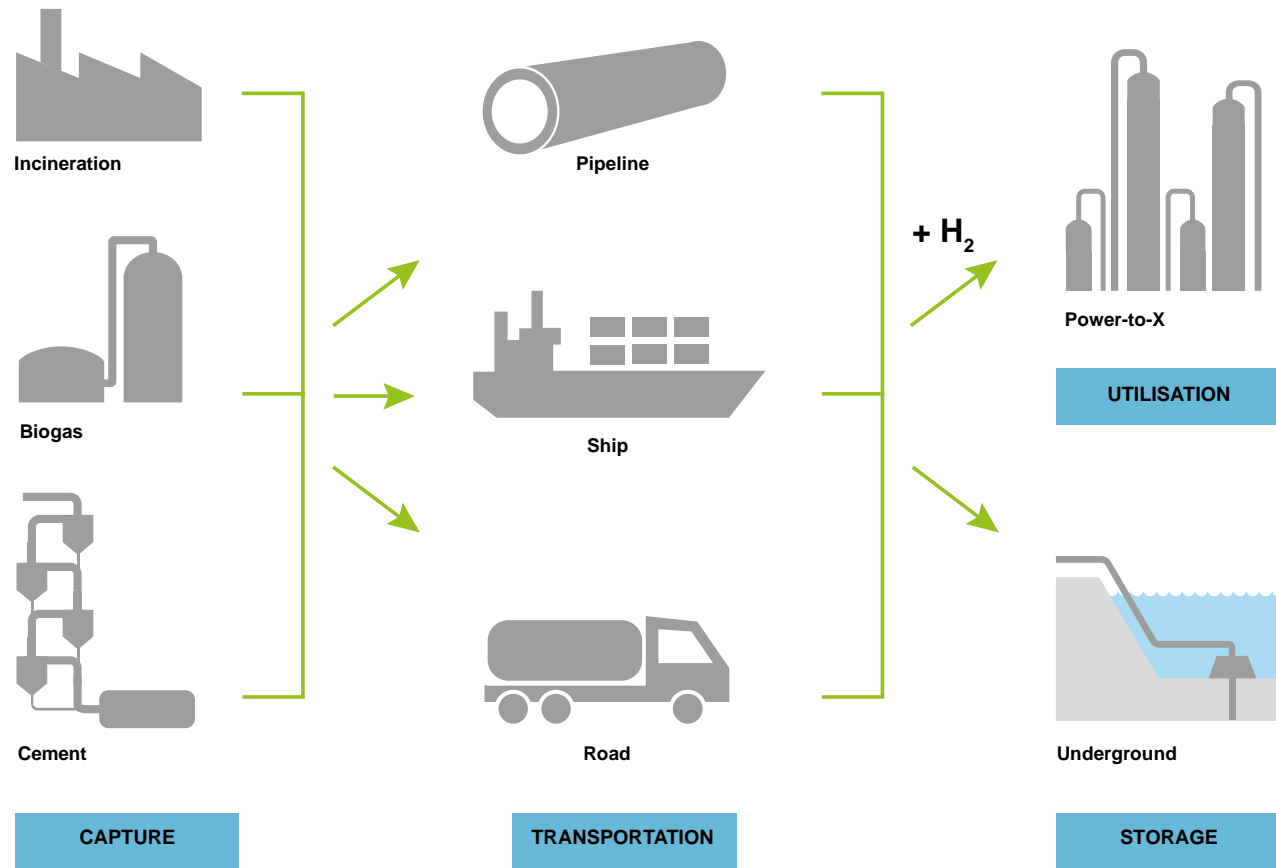 Incineration
Biogas
Cement
CAPTURE
Pipeline
Ship
Road
TRANSPORTATION
+ H₂
Power-to-X
UTILISATION
Underground
STORAGE